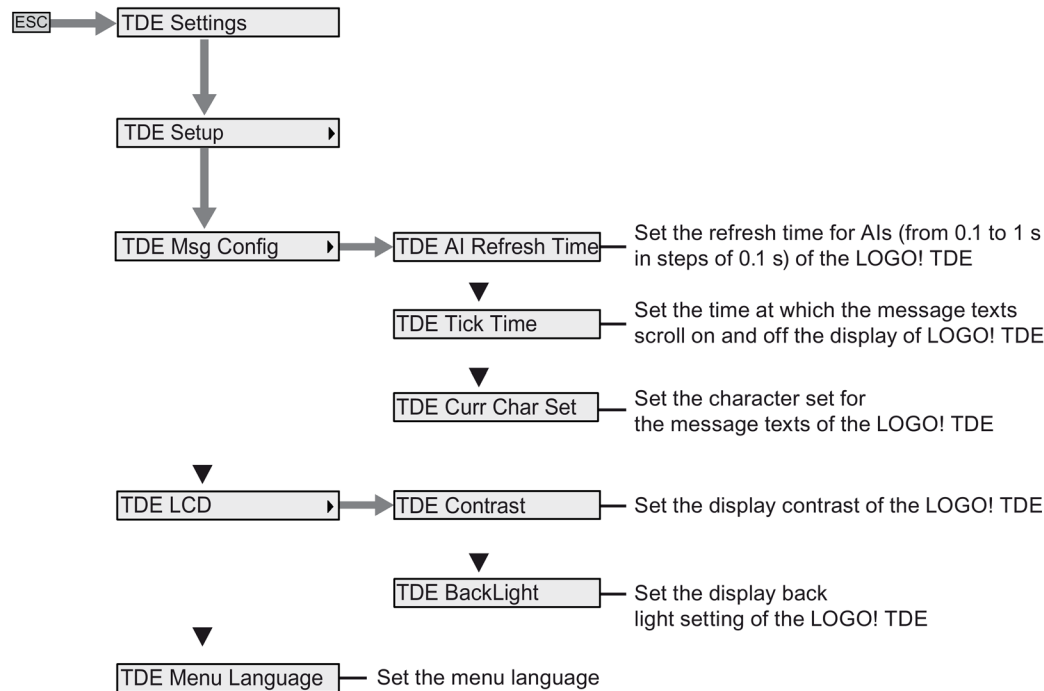 ESC
TDE Settings
TDE Setup
TDE Msg Config
TDE AI Refresh Time
Set the refresh time for AIs (from 0.1 to 1 s
in steps of 0.1 s) of the LOGO! TDE
TDE Tick Time
Set the time at which the message texts
scroll on and off the display of LOGO! TDE
TDE Curr Char Set
Set the character set for
the message texts of the LOGO! TDE
TDE LCD
TDE Contrast
Set the display contrast of the LOGO! TDE
TDE BackLight
Set the display back
light setting of the LOGO! TDE
TDE Menu Language
Set the menu language